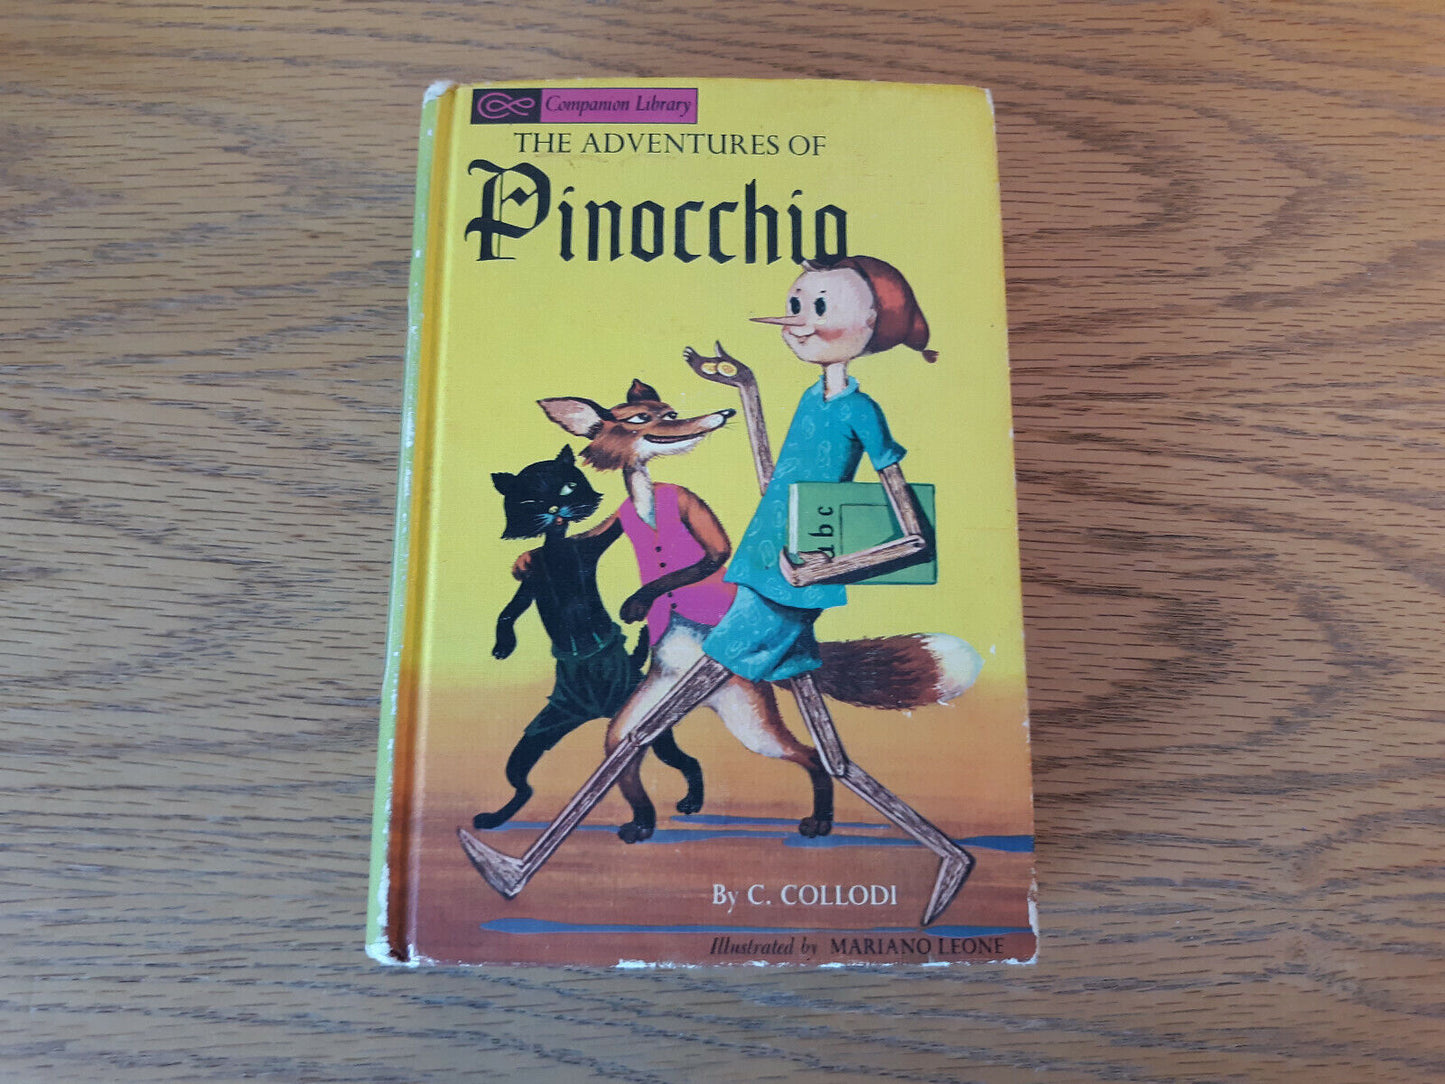 Companion Library
THE ADVENTURES OF
Pinocchio
abc
By C. COLLODI
Illustrated by MARIANO LEONE